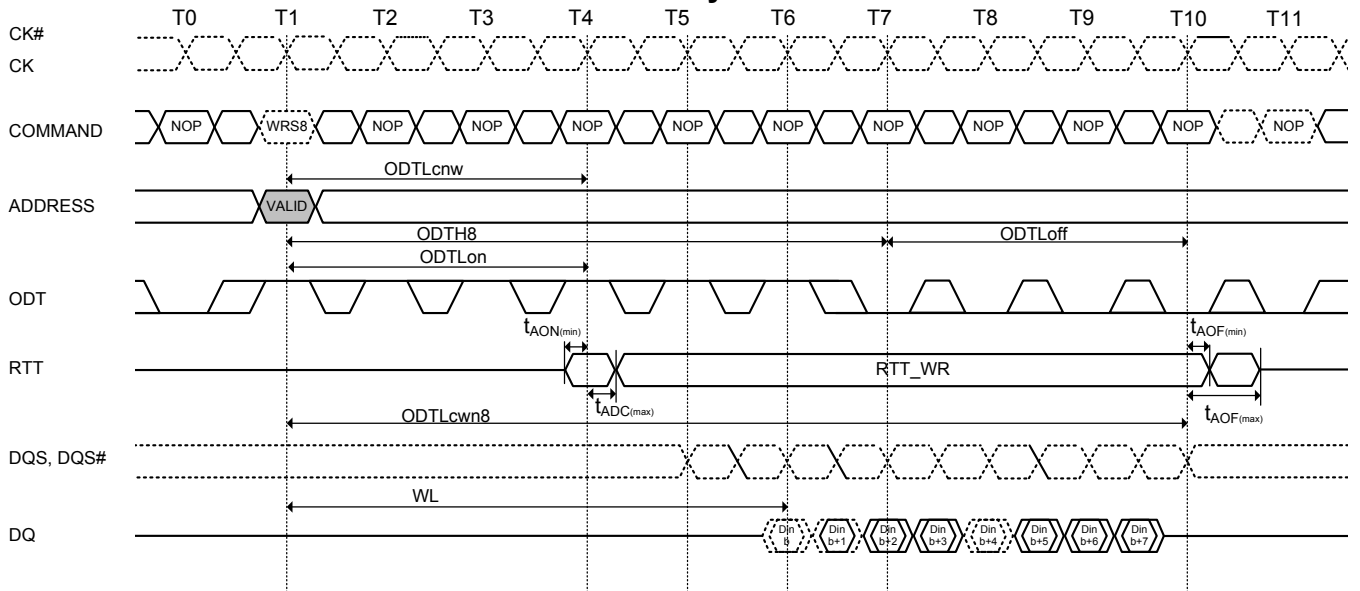 T0 T1 T2 T3 T4 T5 T6 T7 T8 T9 T10 T11
CK#
CK
COMMAND NOP WRS8 NOP NOP NOP NOP NOP NOP NOP NOP NOP NOP
ODTLcnw
ADDRESS VALID
ODTH8 ODTLoff
ODTLon
ODT
tAON(min) tAOF(min)
RTT RTT_WR
tADC(max) tAOF(max)
ODTLcwn8
DQS, DQS#
WL
DQ Din b Din b+1 Din b+2 Din b+3 Din b+4 Din b+5 Din b+6 Din b+7